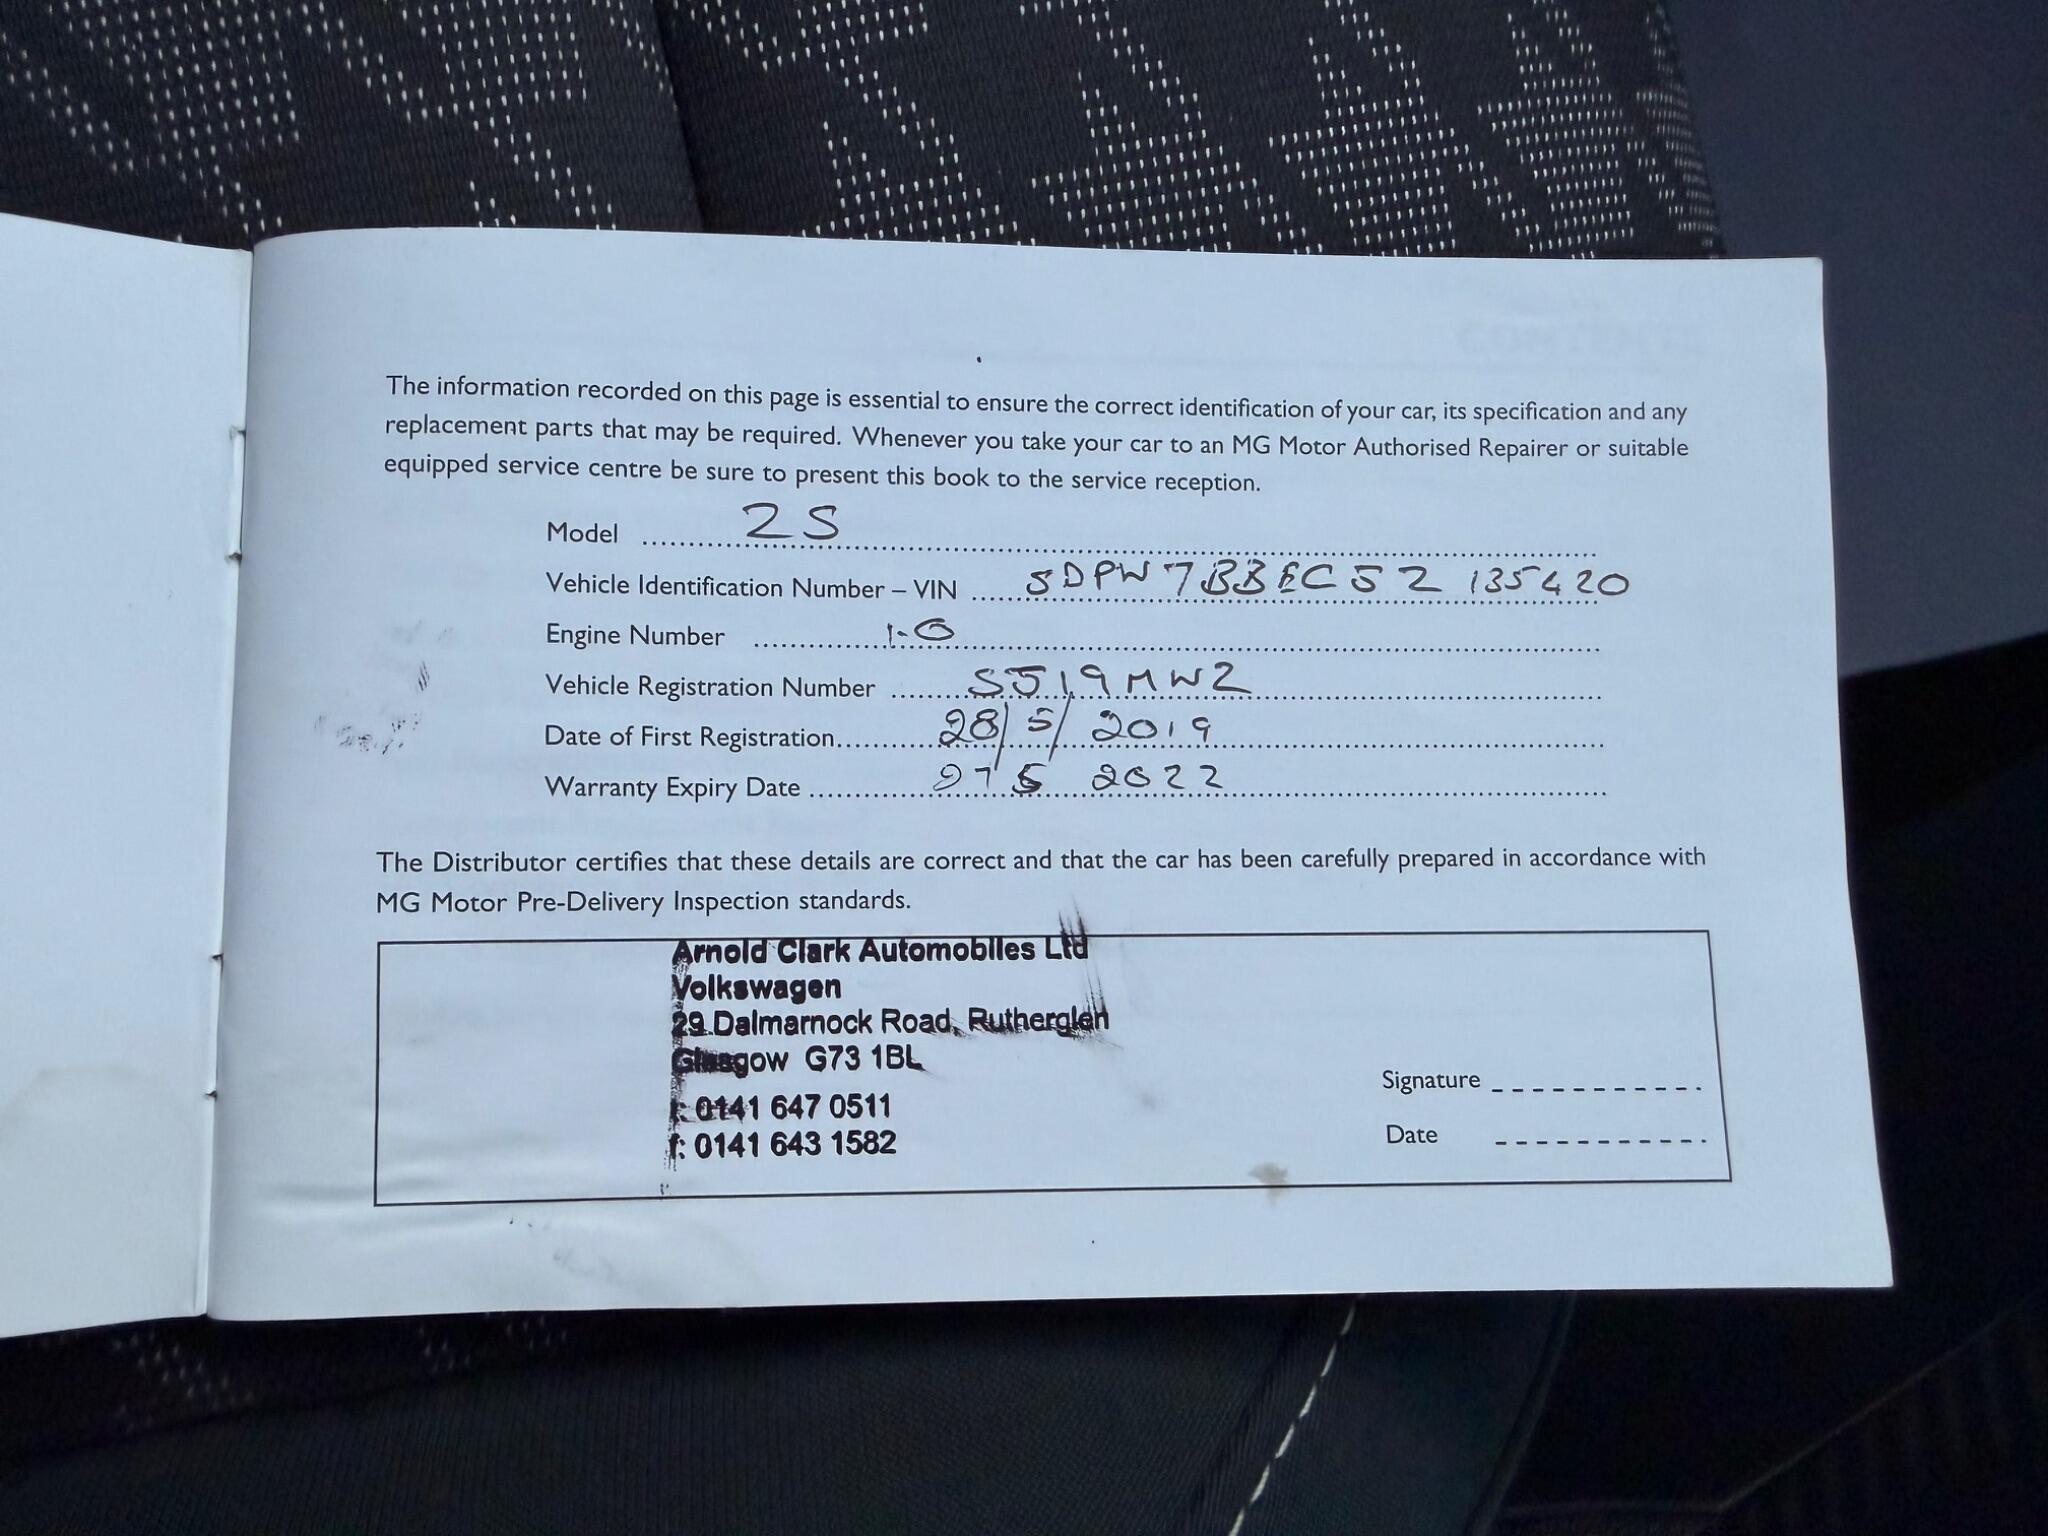 The information recorded on this page is essential to ensure the correct identification of your car, its specification and any
replacement parts that may be required. Whenever you take your car to an MG Motor Authorised Repairer or suitable
equipped service centre be sure to present this book to the service reception.
Model 2S
Vehicle Identification Number – VIN SDPW7BBEC52 135420
Engine Number 1.0
Vehicle Registration Number SJ19MWZ
Date of First Registration 28/5/2019
Warranty Expiry Date 27 5 2022
The Distributor certifies that these details are correct and that the car has been carefully prepared in accordance with
MG Motor Pre-Delivery Inspection standards.
Arnold Clark Automobiles Ltd
Volkswagen
29 Dalmarnock Road, Rutherglen
Glasgow G73 1BL
t: 0141 647 0511
f: 0141 643 1582
Signature
Date